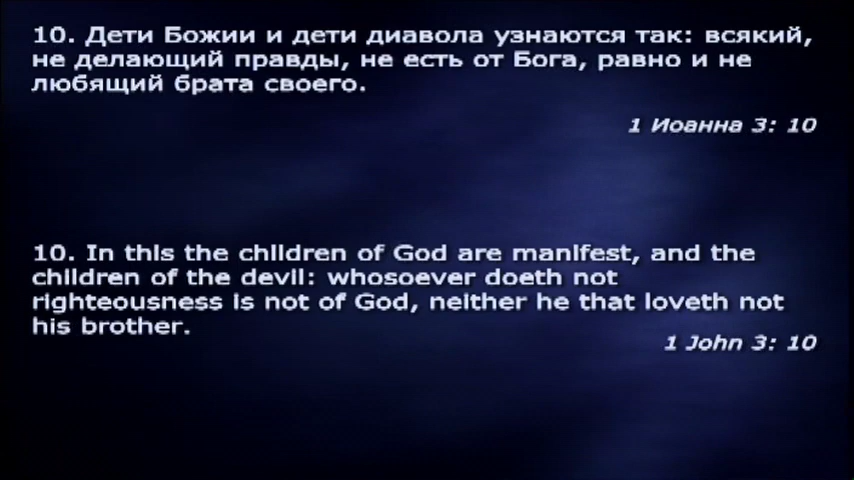 10. Дети Божии и дети диавола узнаются так: всякий,
не делающий правды, не есть от Бога, равно и не
любящий брата своего.
1 Иоанна 3: 10
10. In this the children of God are manifest, and the
children of the devil: whosoever doeth not
righteousness is not of God, neither he that loveth not
his brother.
1 John 3: 10